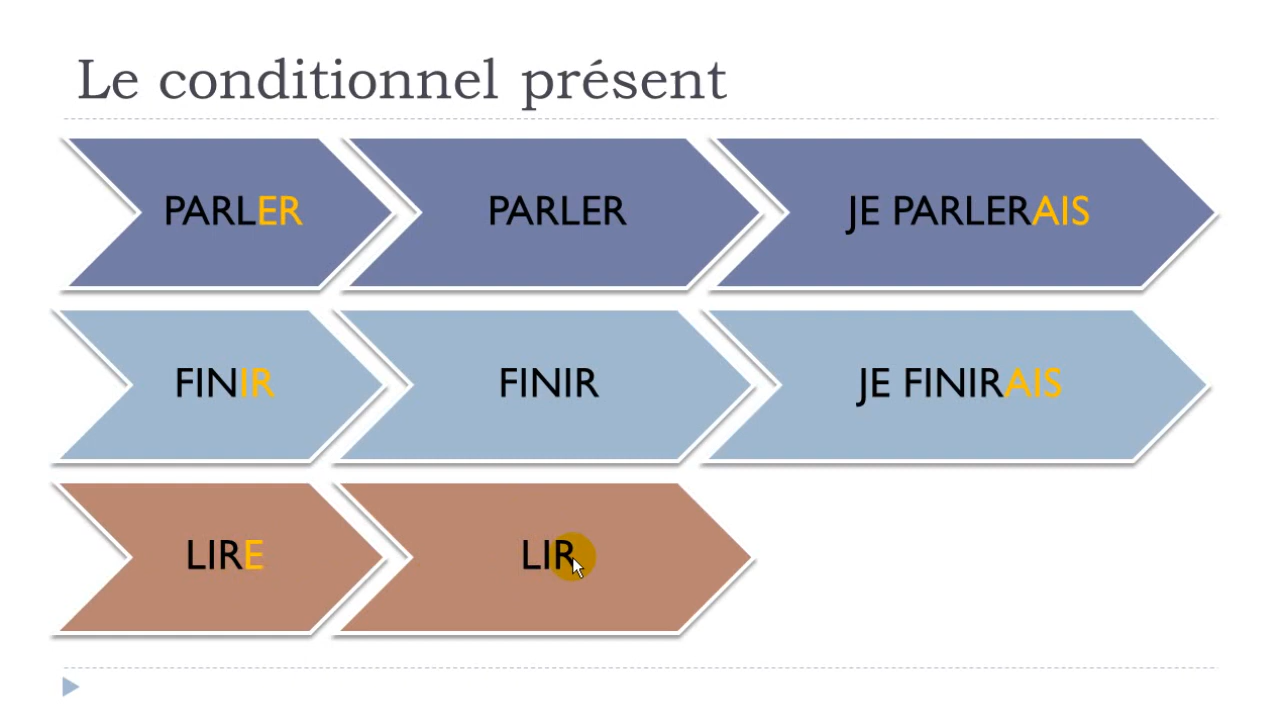 Le conditionnel présent
PARLER
PARLER
JE PARLERAIS
FINIR
FINIR
JE FINIRAIS
LIRE
LIR